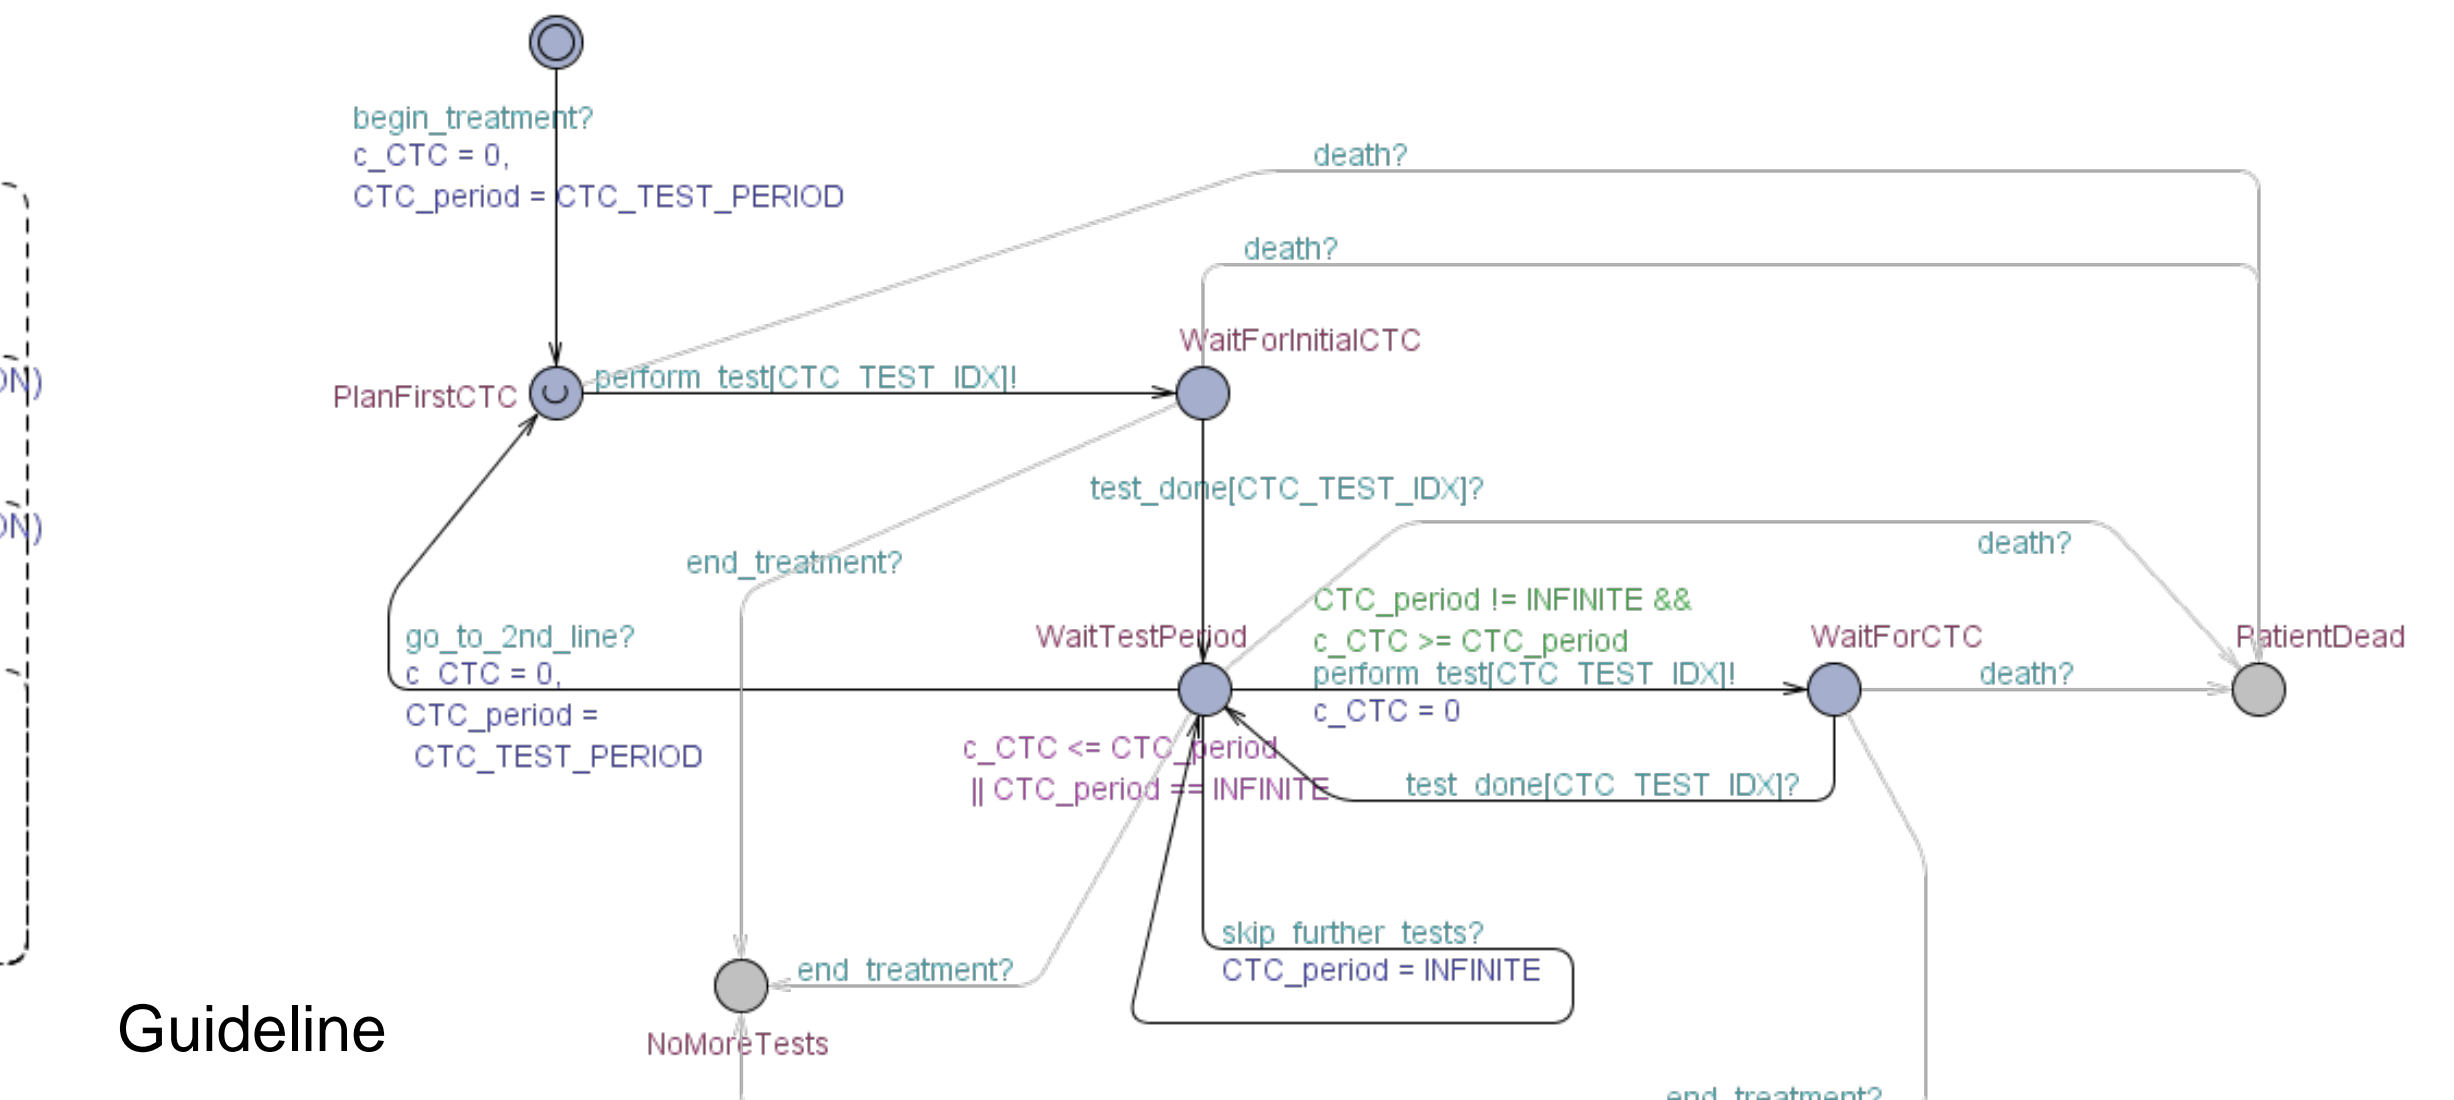 begin_treatment?
c_CTC = 0,
CTC_period = CTC_TEST_PERIOD
death?
death?
WaitForInitialCTC
ON)
PlanFirstCTC
perform_test[CTC_TEST_IDX]!
test_done[CTC_TEST_IDX]?
ON)
end_treatment?
death?
CTC_period != INFINITE &&
c_CTC >= CTC_period
perform_test[CTC_TEST_IDX]!
c_CTC = 0
go_to_2nd_line?
c_CTC = 0,
CTC_period =
CTC_TEST_PERIOD
WaitTestPeriod
WaitForCTC
PatientDead
death?
c_CTC <= CTC_period
|| CTC_period == INFINITE
test_done[CTC_TEST_IDX]?
skip_further_tests?
CTC_period = INFINITE
end_treatment?
Guideline
NoMoreTests
end_treatment?